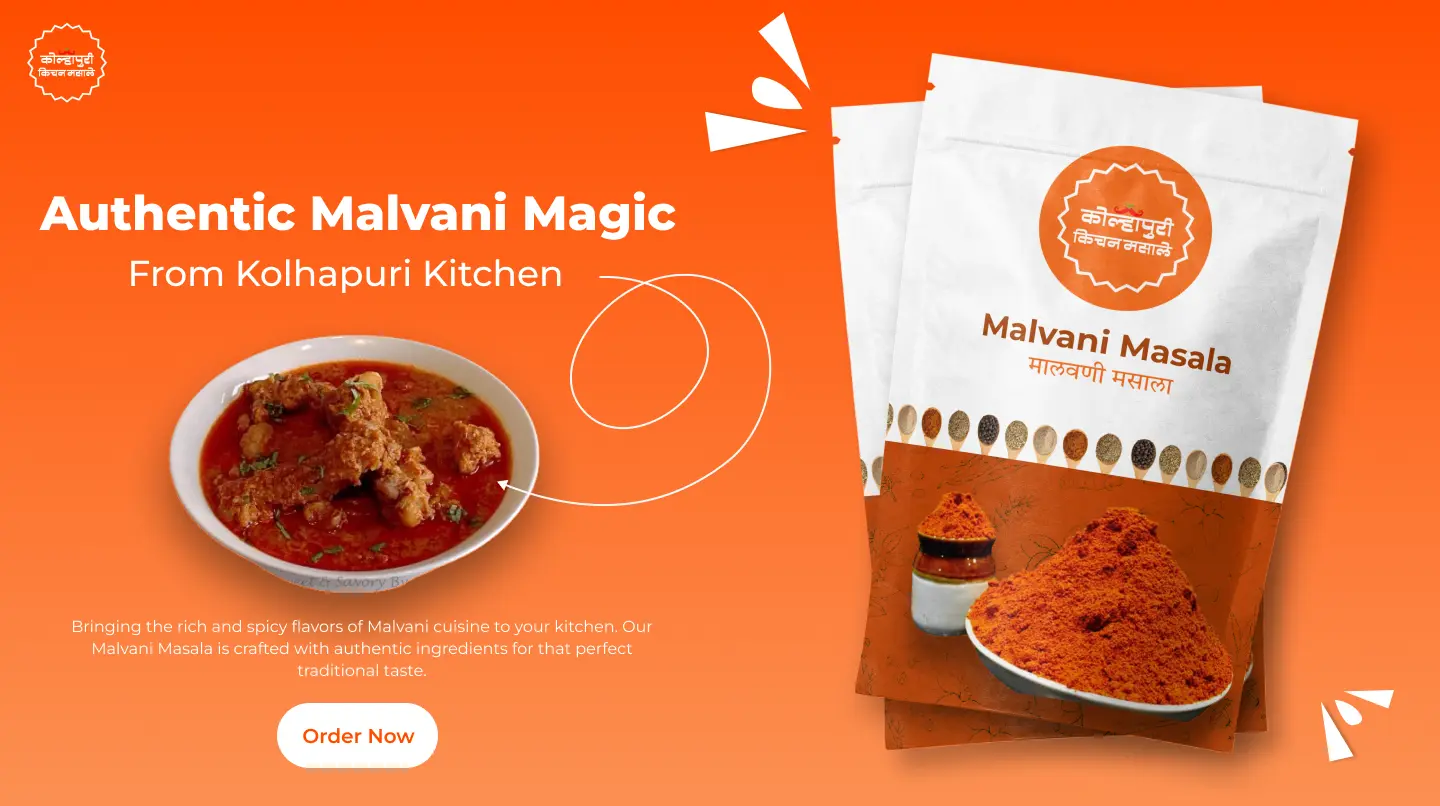 कोल्हापुरी
किचन मसाले
Authentic Malvani Magic
From Kolhapuri Kitchen
& Savory By
Bringing the rich and spicy flavors of Malvani cuisine to your kitchen. Our
Malvani Masala is crafted with authentic ingredients for that perfect
traditional taste.
Order Now
कोल्हापुरी
किचन मसाले
Malvani Masala
मालवणी मसाला